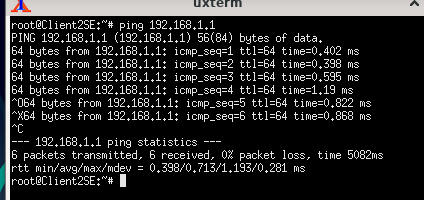 uxterm
root@Client2SE:~# ping 192.168.1.1
PING 192.168.1.1 (192.168.1.1) 56(84) bytes of data.
64 bytes from 192.168.1.1: icmp_seq=1 ttl=64 time=0.402 ms
64 bytes from 192.168.1.1: icmp_seq=2 ttl=64 time=0.398 ms
64 bytes from 192.168.1.1: icmp_seq=3 ttl=64 time=0.595 ms
64 bytes from 192.168.1.1: icmp_seq=4 ttl=64 time=1.19 ms
^O64 bytes from 192.168.1.1: icmp_seq=5 ttl=64 time=0.822 ms
^X64 bytes from 192.168.1.1: icmp_seq=6 ttl=64 time=0.868 ms
^C
--- 192.168.1.1 ping statistics ---
6 packets transmitted, 6 received, 0% packet loss, time 5082ms
rtt min/avg/max/mdev = 0.398/0.713/1.193/0.281 ms
root@Client2SE:~#